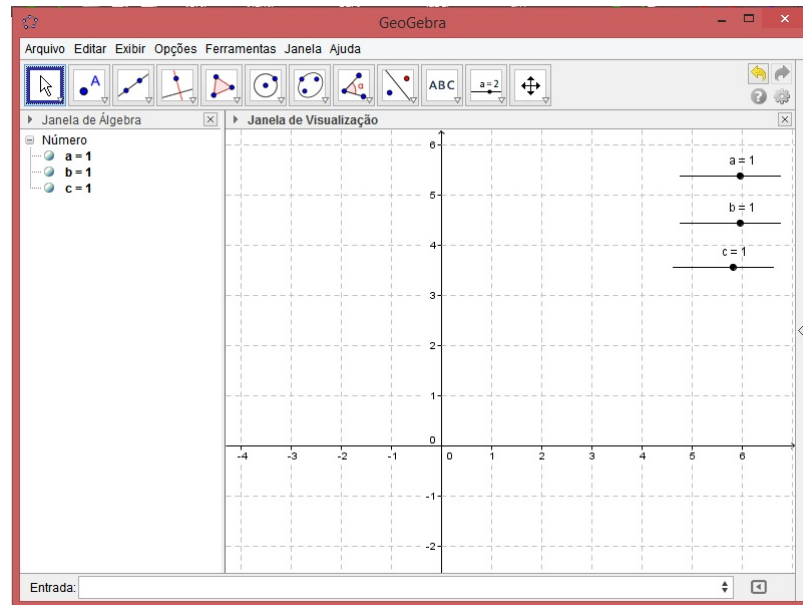 GeoGebra
Arquivo Editar Exibir Opções Ferramentas Janela Ajuda
A
α
ABC
a=2
Janela de Álgebra
Janela de Visualização
Número
a = 1
b = 1
c = 1
a = 1
b = 1
c = 1
6
5
4
3
2
1
0
-1
-2
-4 -3 -2 -1 0 1 2 3 4 5 6
Entrada: